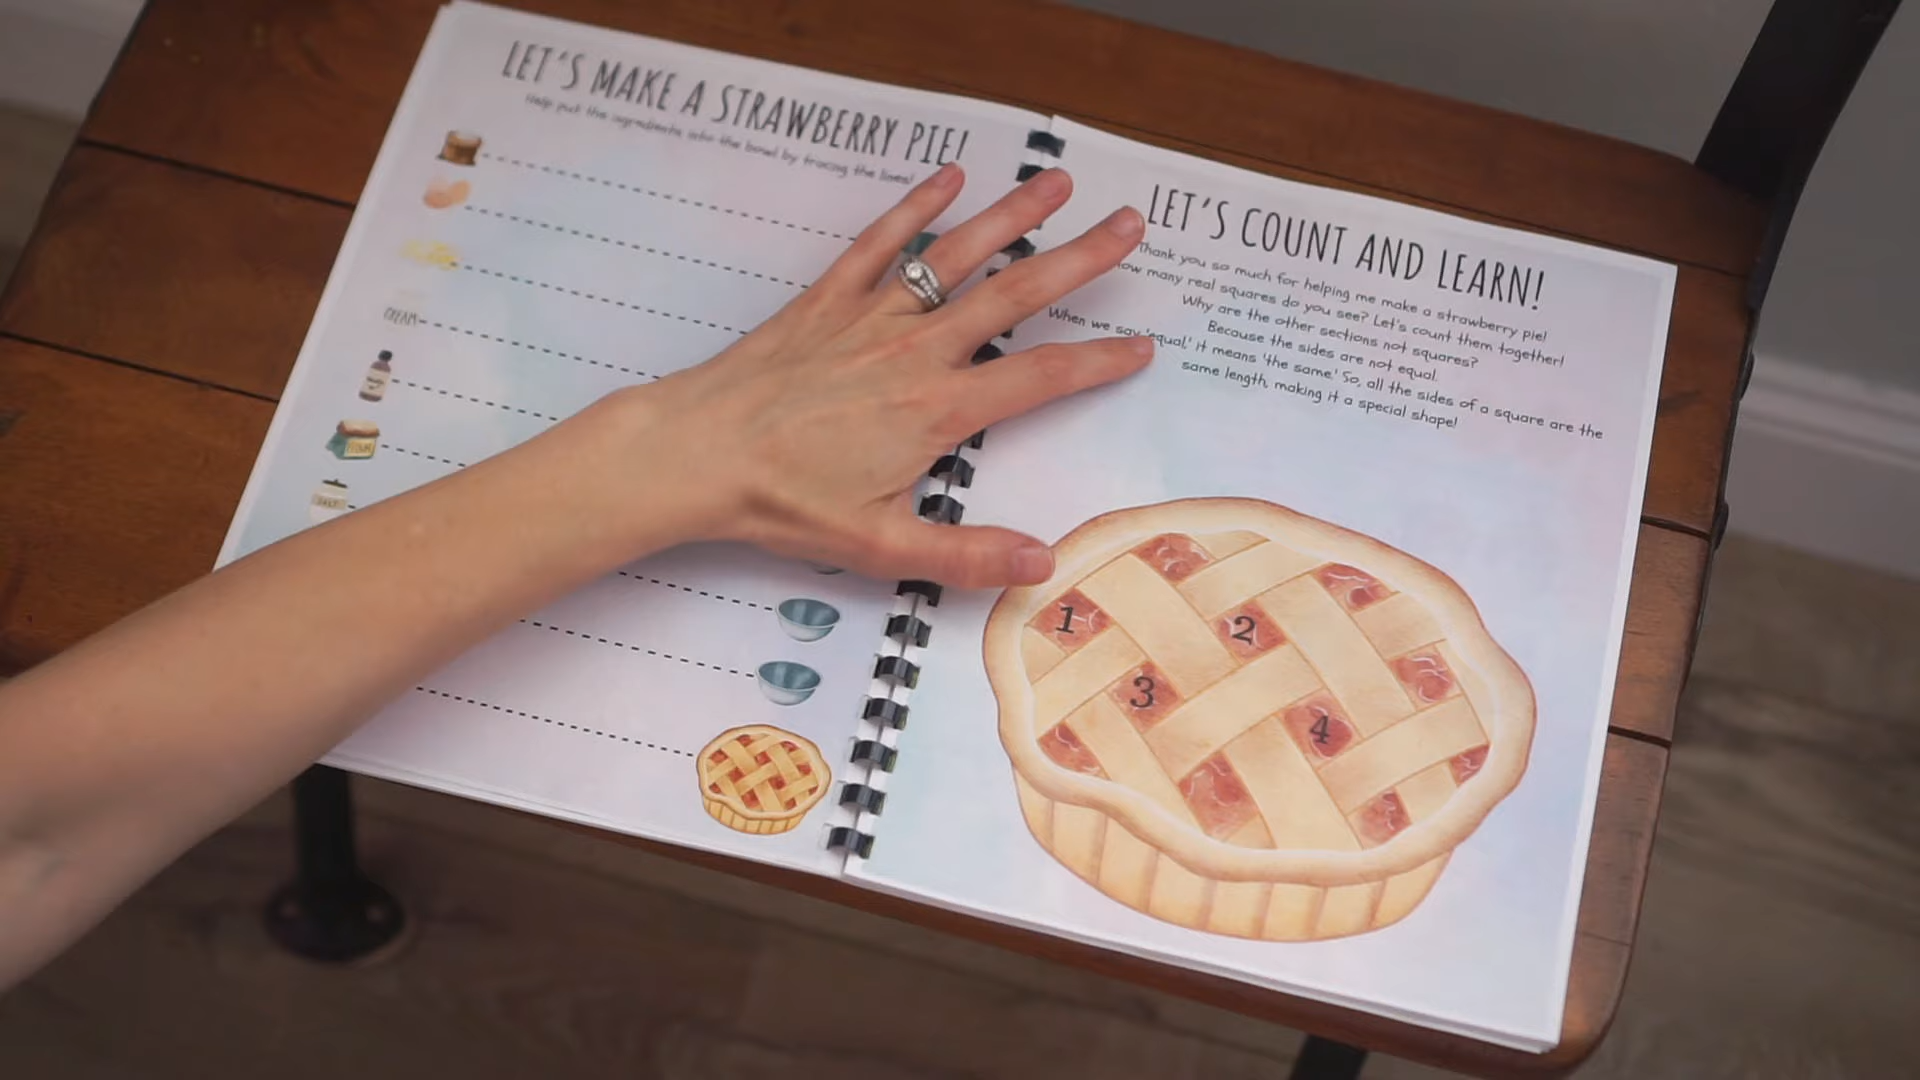 LET'S MAKE A STRAWBERRY PIE!
Help put the ingredients into the bowl by tracing the lines!
CREAM
LET'S COUNT AND LEARN!
Thank you so much for helping me make a strawberry pie!
How many real squares do you see? Let's count them together!
Why are the other sections not squares?
Because the sides are not equal.
When we say 'equal,' it means 'the same.' So, all the sides of a square are the
same length, making it a special shape!
1
2
3
4